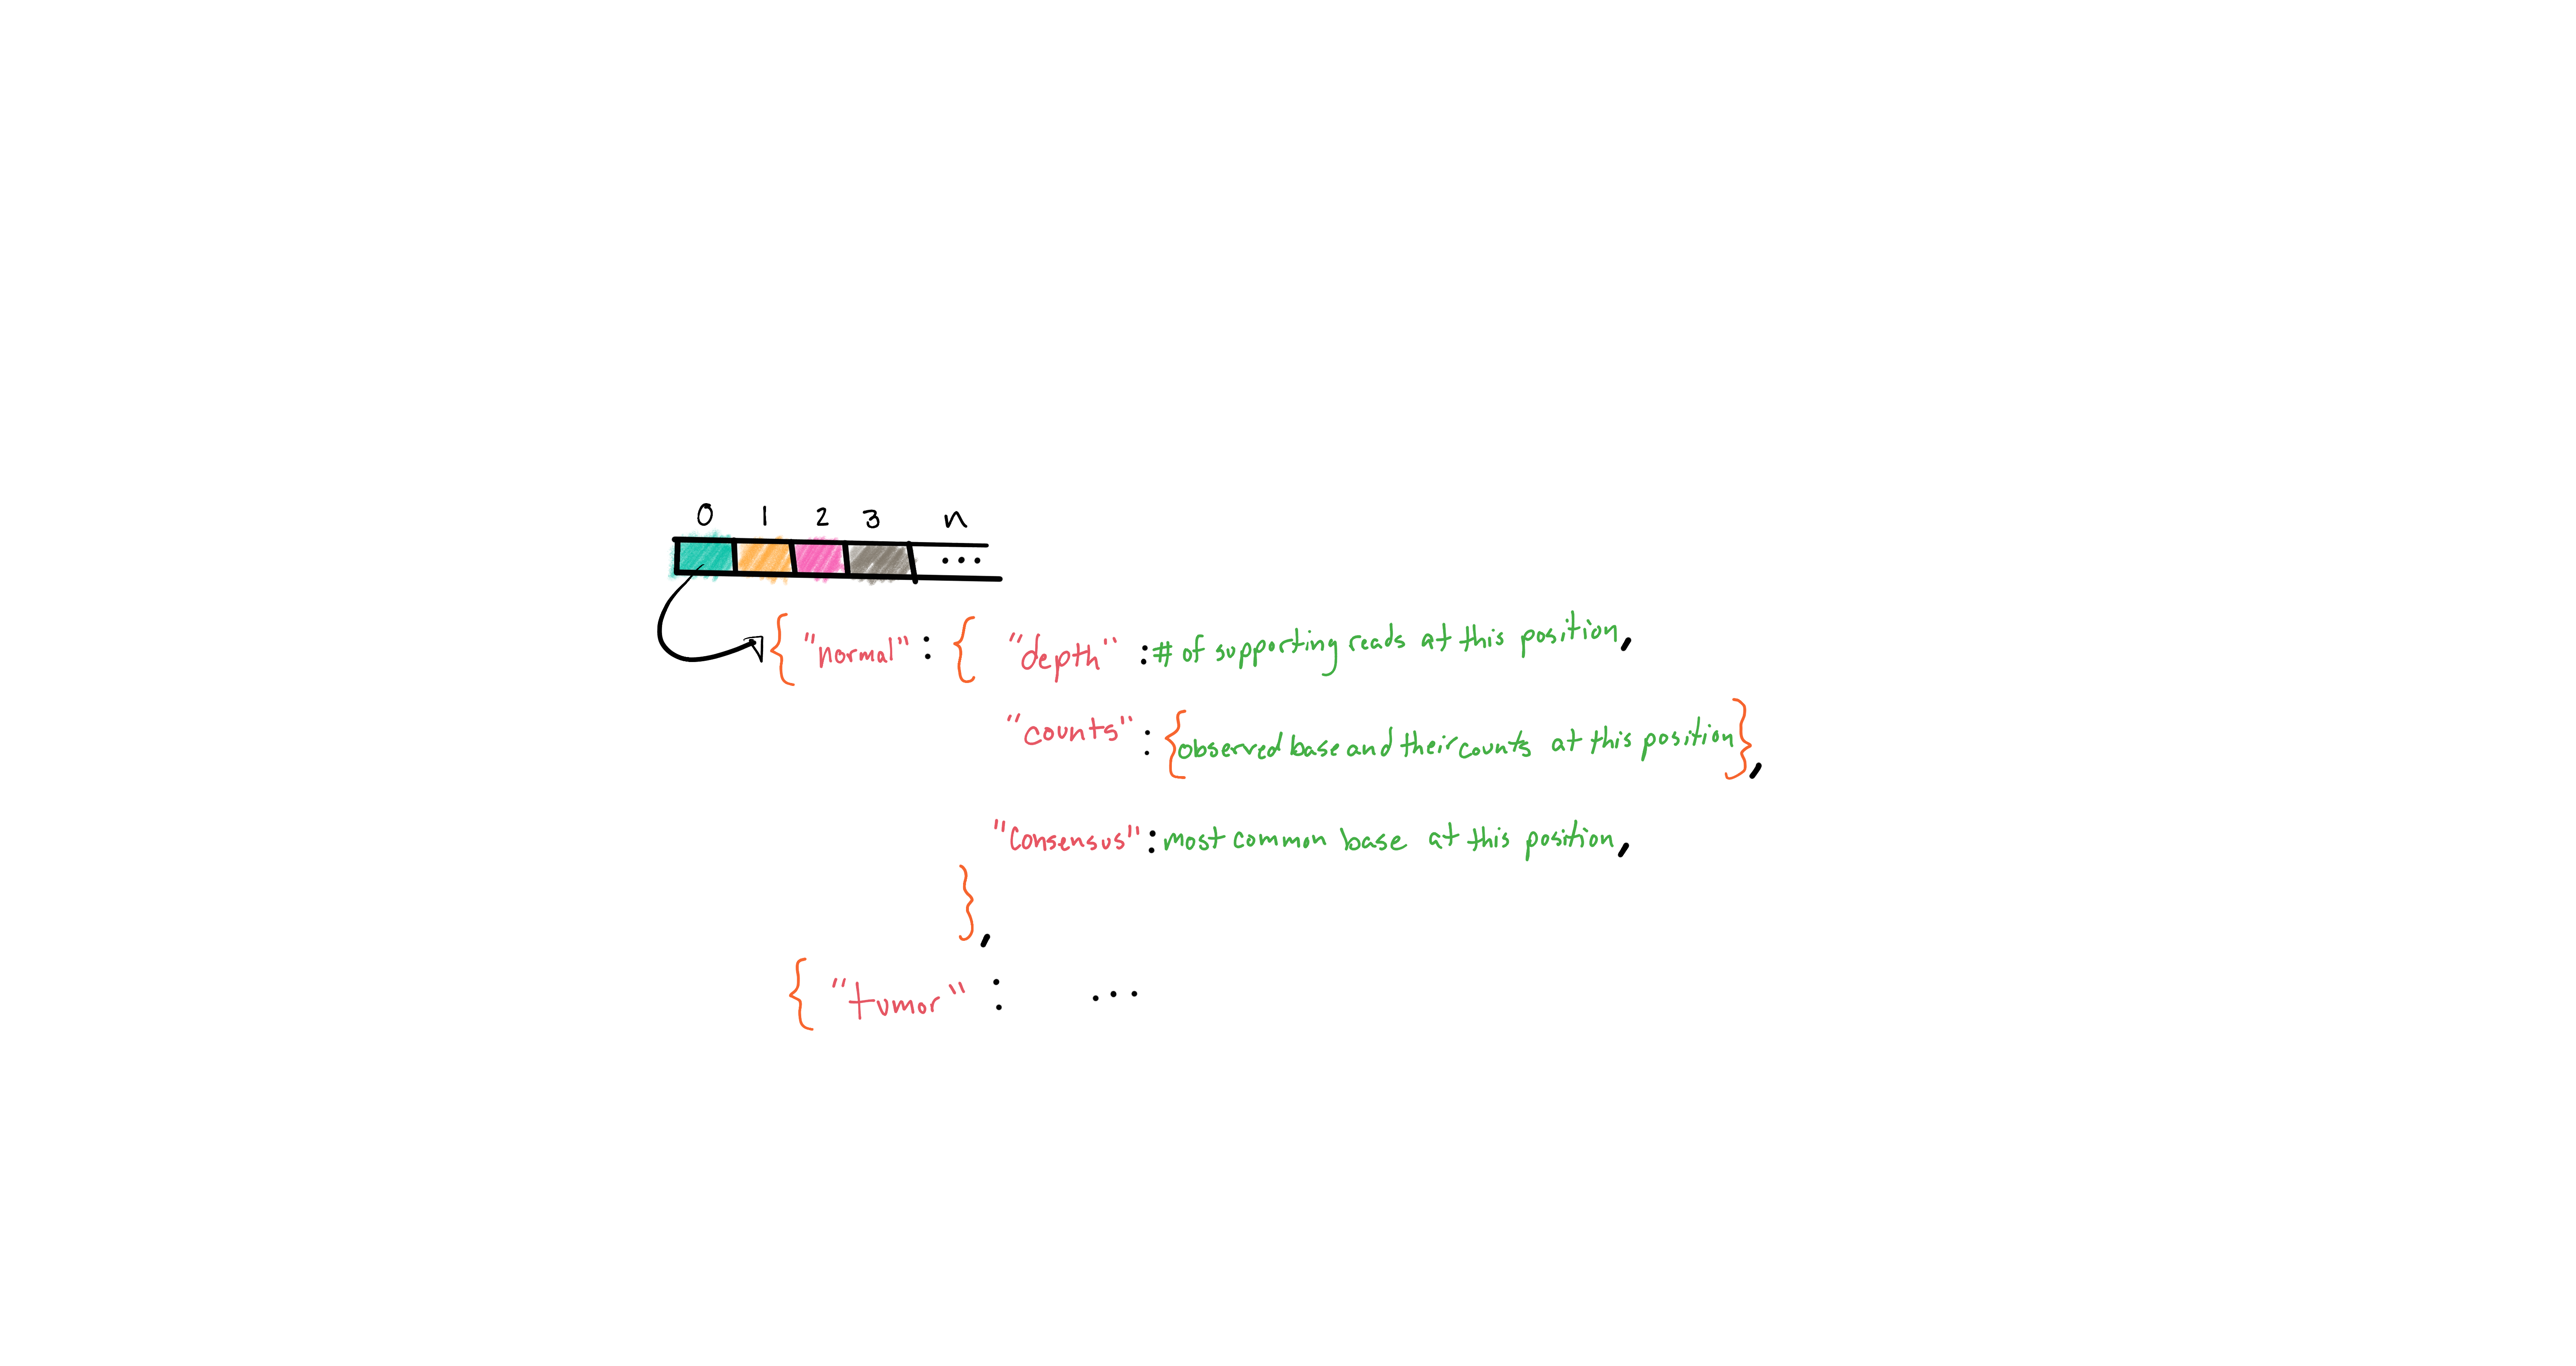 0 1 2 3 n
...
{ "normal" : { "depth" : # of supporting reads at this position,
"counts" : {observed base and their counts at this position},
"Consensus" : most common base at this position,
},
{ "tumor" : ...